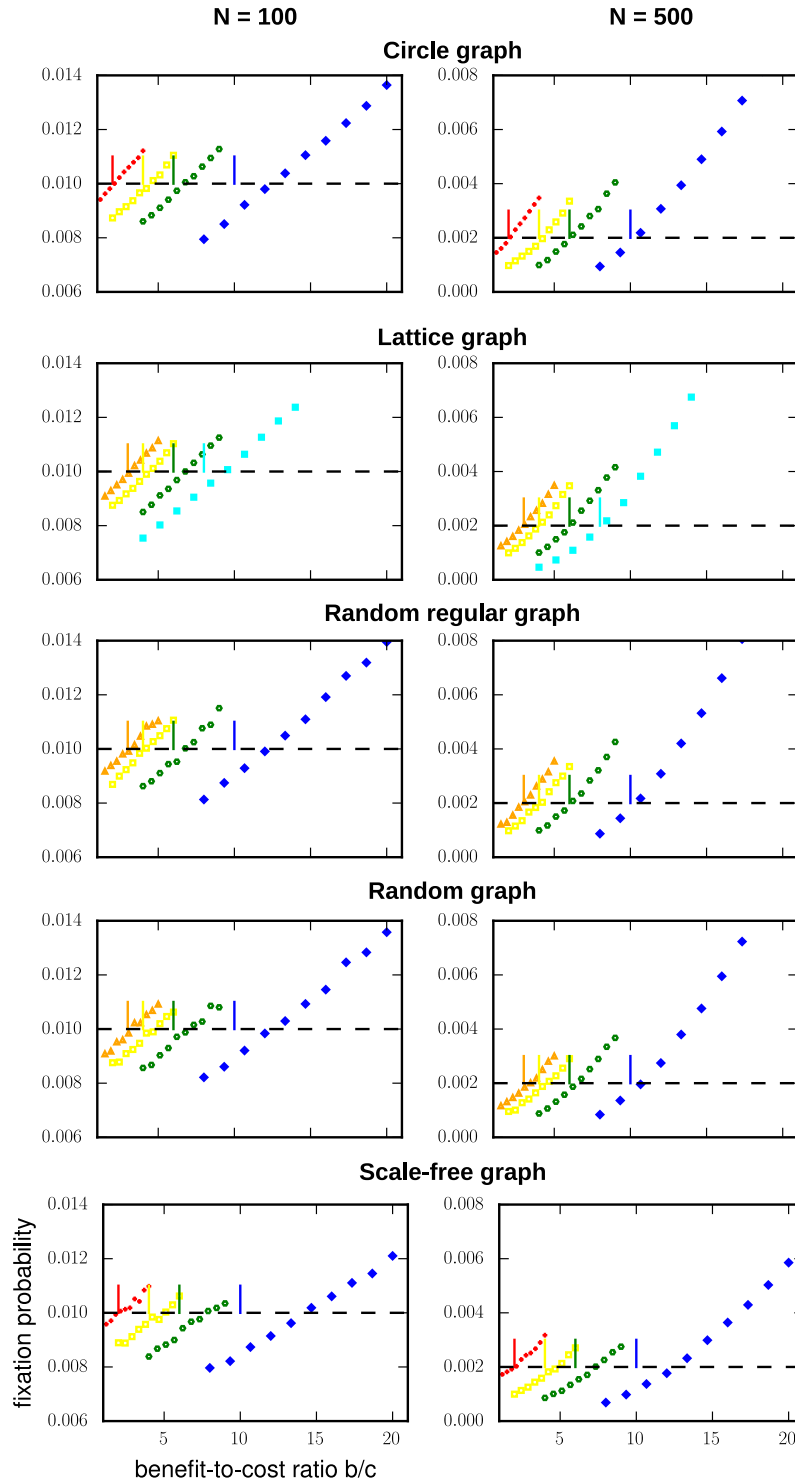 N = 100 N = 500
Circle graph
0.014 0.008
0.012 0.006
0.010 0.004
0.008 0.002
0.006 0.000
Lattice graph
0.014 0.008
0.012 0.006
0.010 0.004
0.008 0.002
0.006 0.000
Random regular graph
0.014 0.008
0.012 0.006
0.010 0.004
0.008 0.002
0.006 0.000
Random graph
0.014 0.008
0.012 0.006
0.010 0.004
0.008 0.002
0.006 0.000
Scale-free graph
0.014 0.008
0.012 0.006
0.010 0.004
0.008 0.002
0.006 0.000
fixation probability
5 10 15 20 5 10 15 20
benefit-to-cost ratio b/c